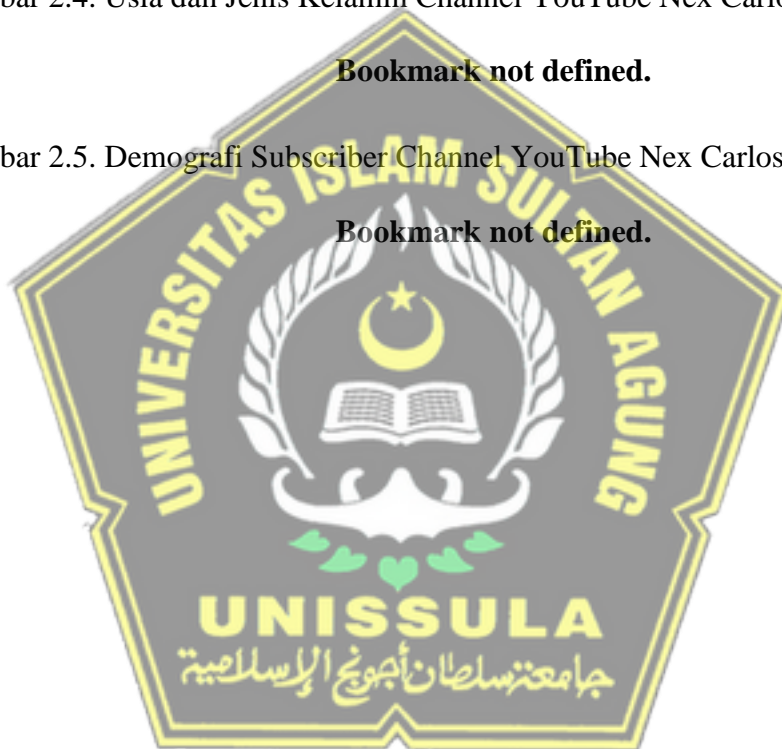 bar 2.4. Usia dan Jenis Kelamin Channel YouTube Nex Carlo
Bookmark not defined.
bar 2.5. Demografi Subscriber Channel YouTube Nex Carlos
Bookmark not defined.
UNIVERSITAS ISLAM SULTAN AGUNG
UNISSULA
جامعة سلطان أجونج الإسلامية